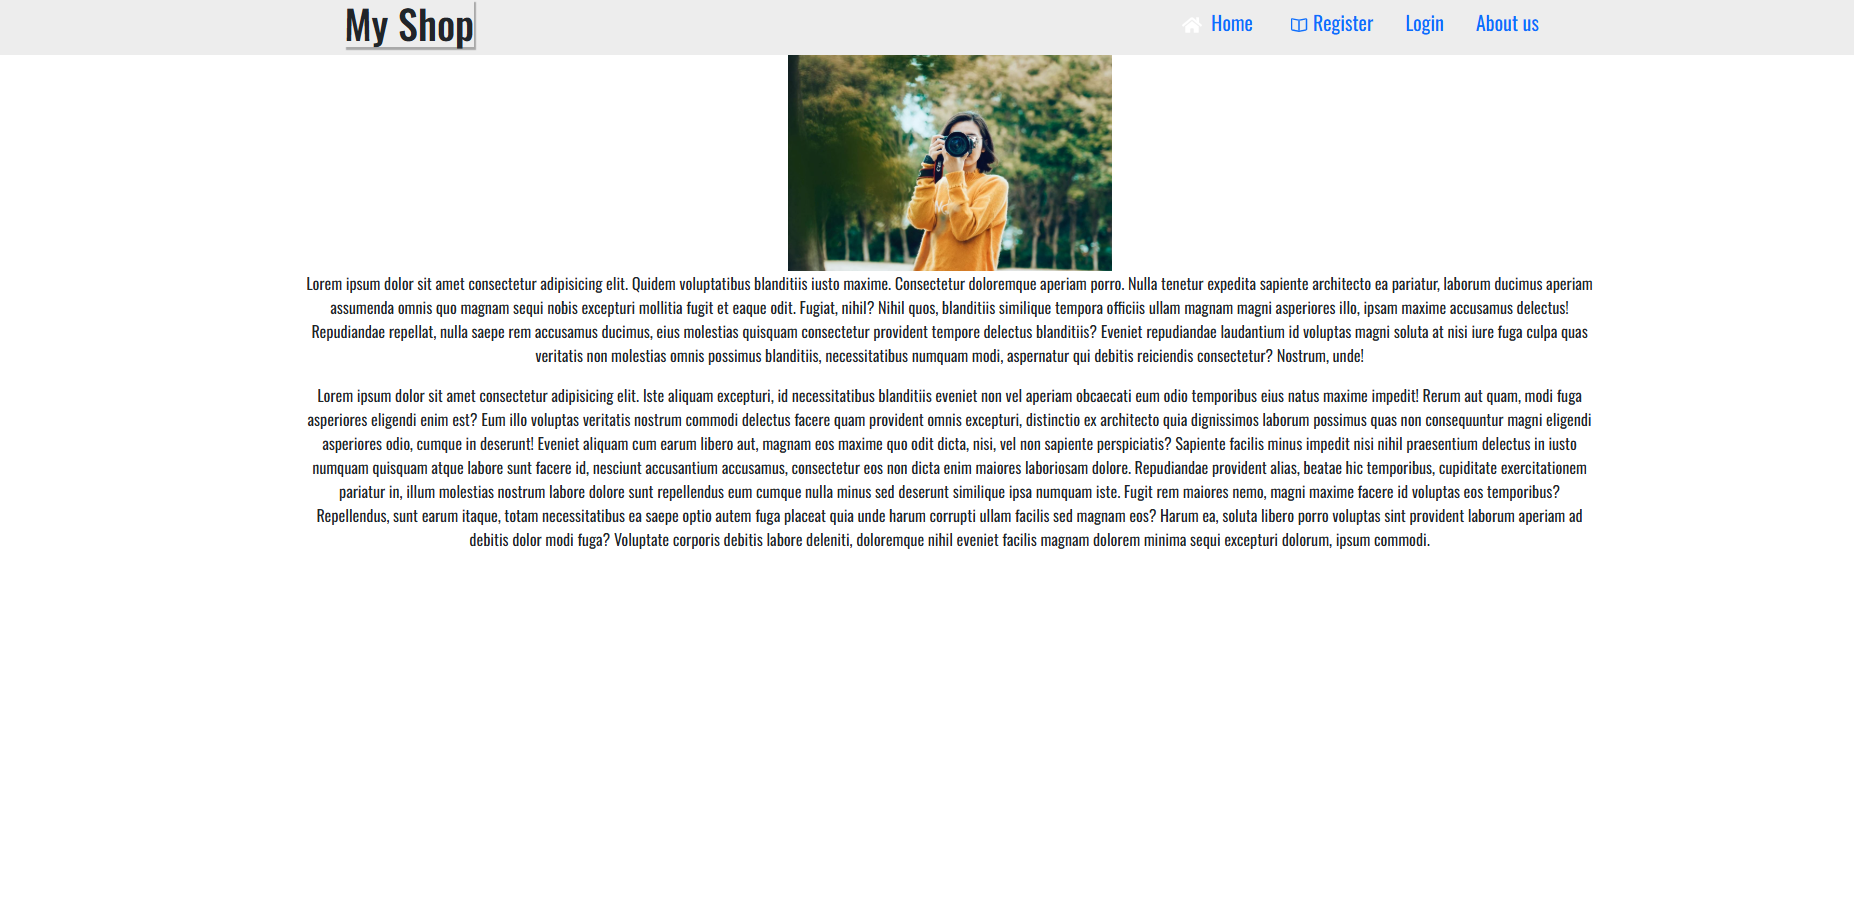 My Shop
Home Register Login About us
Lorem ipsum dolor sit amet consectetur adipisicing elit. Quidem voluptatibus blanditiis iusto maxime. Consectetur doloremque aperiam porro. Nulla tenetur expedita sapiente architecto ea pariatur, laborum ducimus aperiam
assumenda omnis quo magnam sequi nobis excepturi mollitia fugit et eaque odit. Fugiat, nihil? Nihil quos, blanditiis similique tempora officiis ullam magnam magni asperiores illo, ipsam maxime accusamus delectus!
Repudiandae repellat, nulla saepe rem accusamus ducimus, eius molestias quisquam consectetur provident tempore delectus blanditiis? Eveniet repudiandae laudantium id voluptas magni soluta at nisi iure fuga culpa quas
veritatis non molestias omnis possimus blanditiis, necessitatibus numquam modi, aspernatur qui debitis reiciendis consectetur? Nostrum, unde!
Lorem ipsum dolor sit amet consectetur adipisicing elit. Iste aliquam excepturi, id necessitatibus blanditiis eveniet non vel aperiam obcaecati eum odio temporibus eius natus maxime impedit! Rerum aut quam, modi fuga
asperiores eligendi enim est? Eum illo voluptas veritatis nostrum commodi delectus facere quam provident omnis excepturi, distinctio ex architecto quia dignissimos laborum possimus quas non consequuntur magni eligendi
asperiores odio, cumque in deserunt! Eveniet aliquam cum earum libero aut, magnam eos maxime quo odit dicta, nisi, vel non sapiente perspiciatis? Sapiente facilis minus impedit nisi nihil praesentium delectus in iusto
numquam quisquam atque labore sunt facere id, nesciunt accusantium accusamus, consectetur eos non dicta enim maiores laboriosam dolore. Repudiandae provident alias, beatae hic temporibus, cupiditate exercitationem
pariatur in, illum molestias nostrum labore dolore sunt repellendus eum cumque nulla minus sed deserunt similique ipsa numquam iste. Fugit rem maiores nemo, magni maxime facere id voluptas eos temporibus?
Repellendus, sunt earum itaque, totam necessitatibus ea saepe optio autem fuga placeat quia unde harum corrupti ullam facilis sed magnam eos? Harum ea, soluta libero porro voluptas sint provident laborum aperiam ad
debitis dolor modi fuga? Voluptate corporis debitis labore deleniti, doloremque nihil eveniet facilis magnam dolorem minima sequi excepturi dolorum, ipsum commodi.